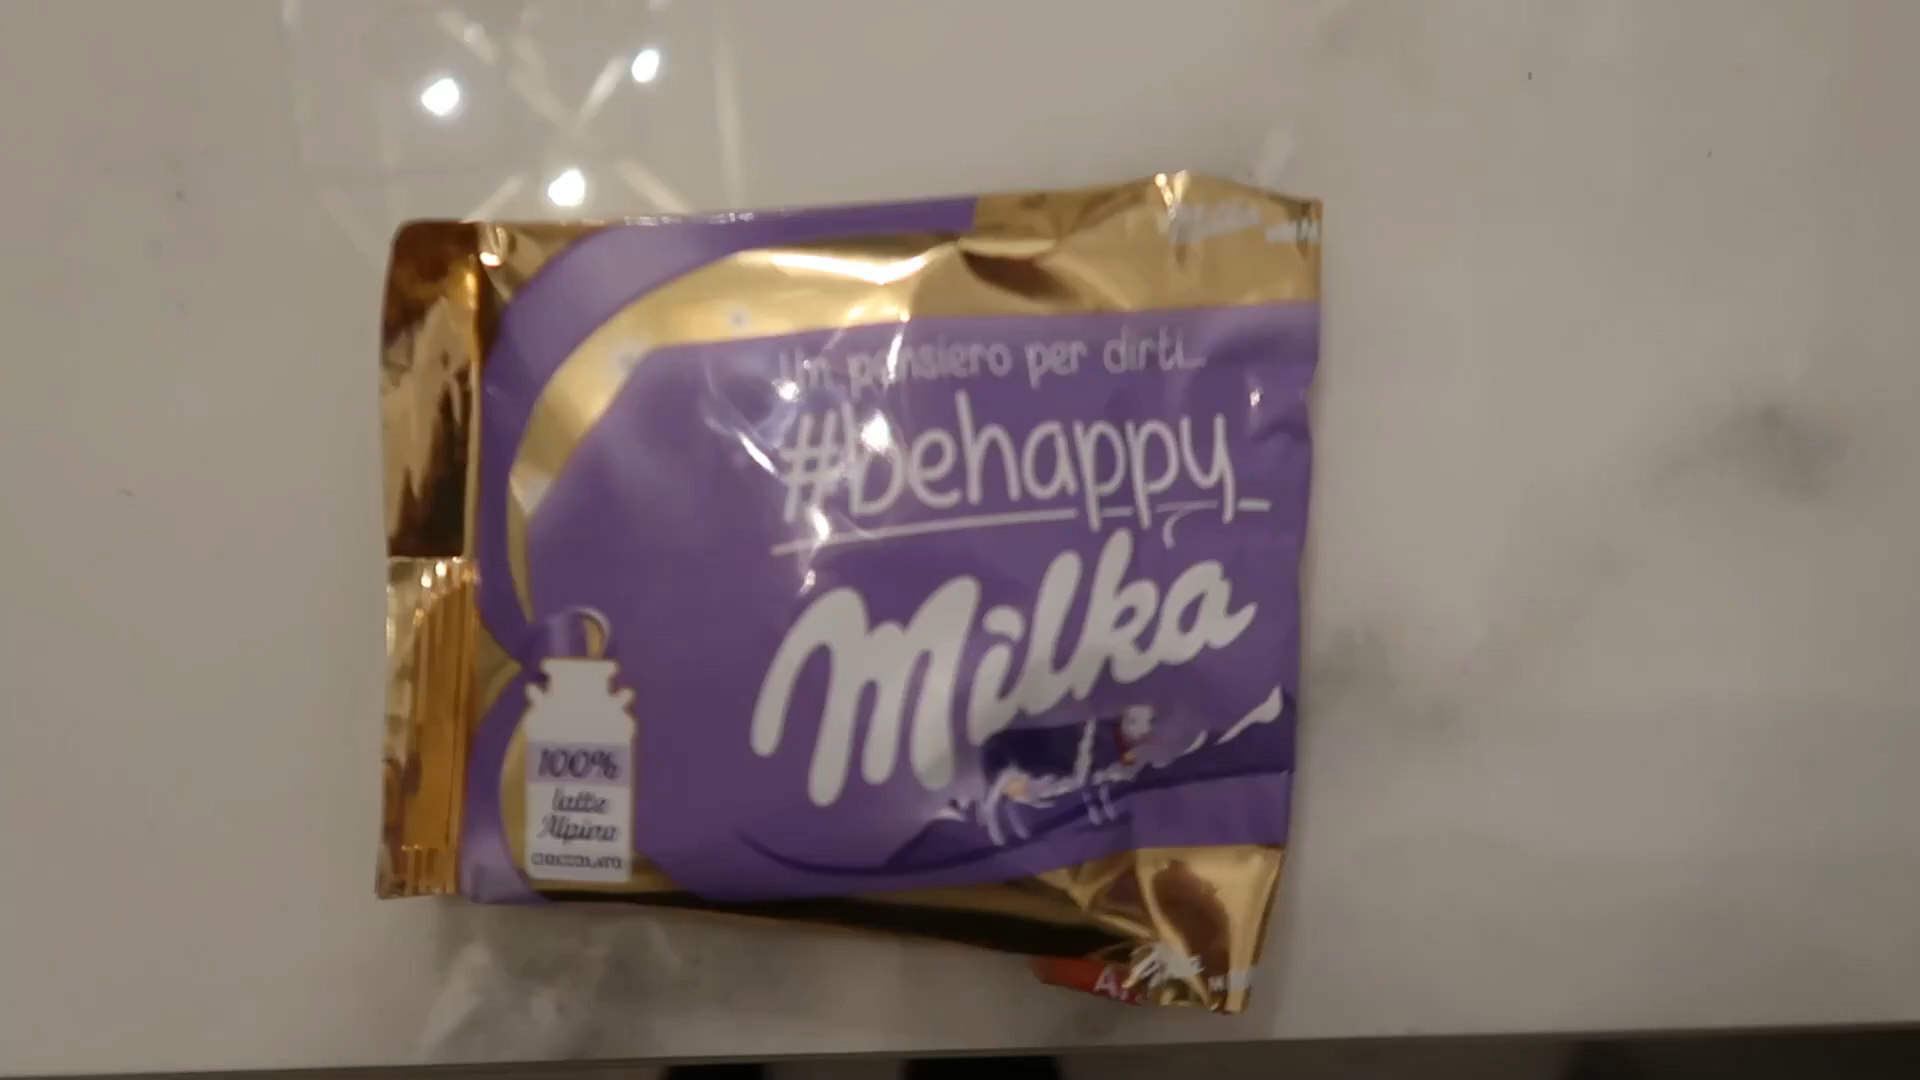 Un pensiero per dirti...
#behappy
Milka
100%
latte
Alpino
CIOCCOLATO